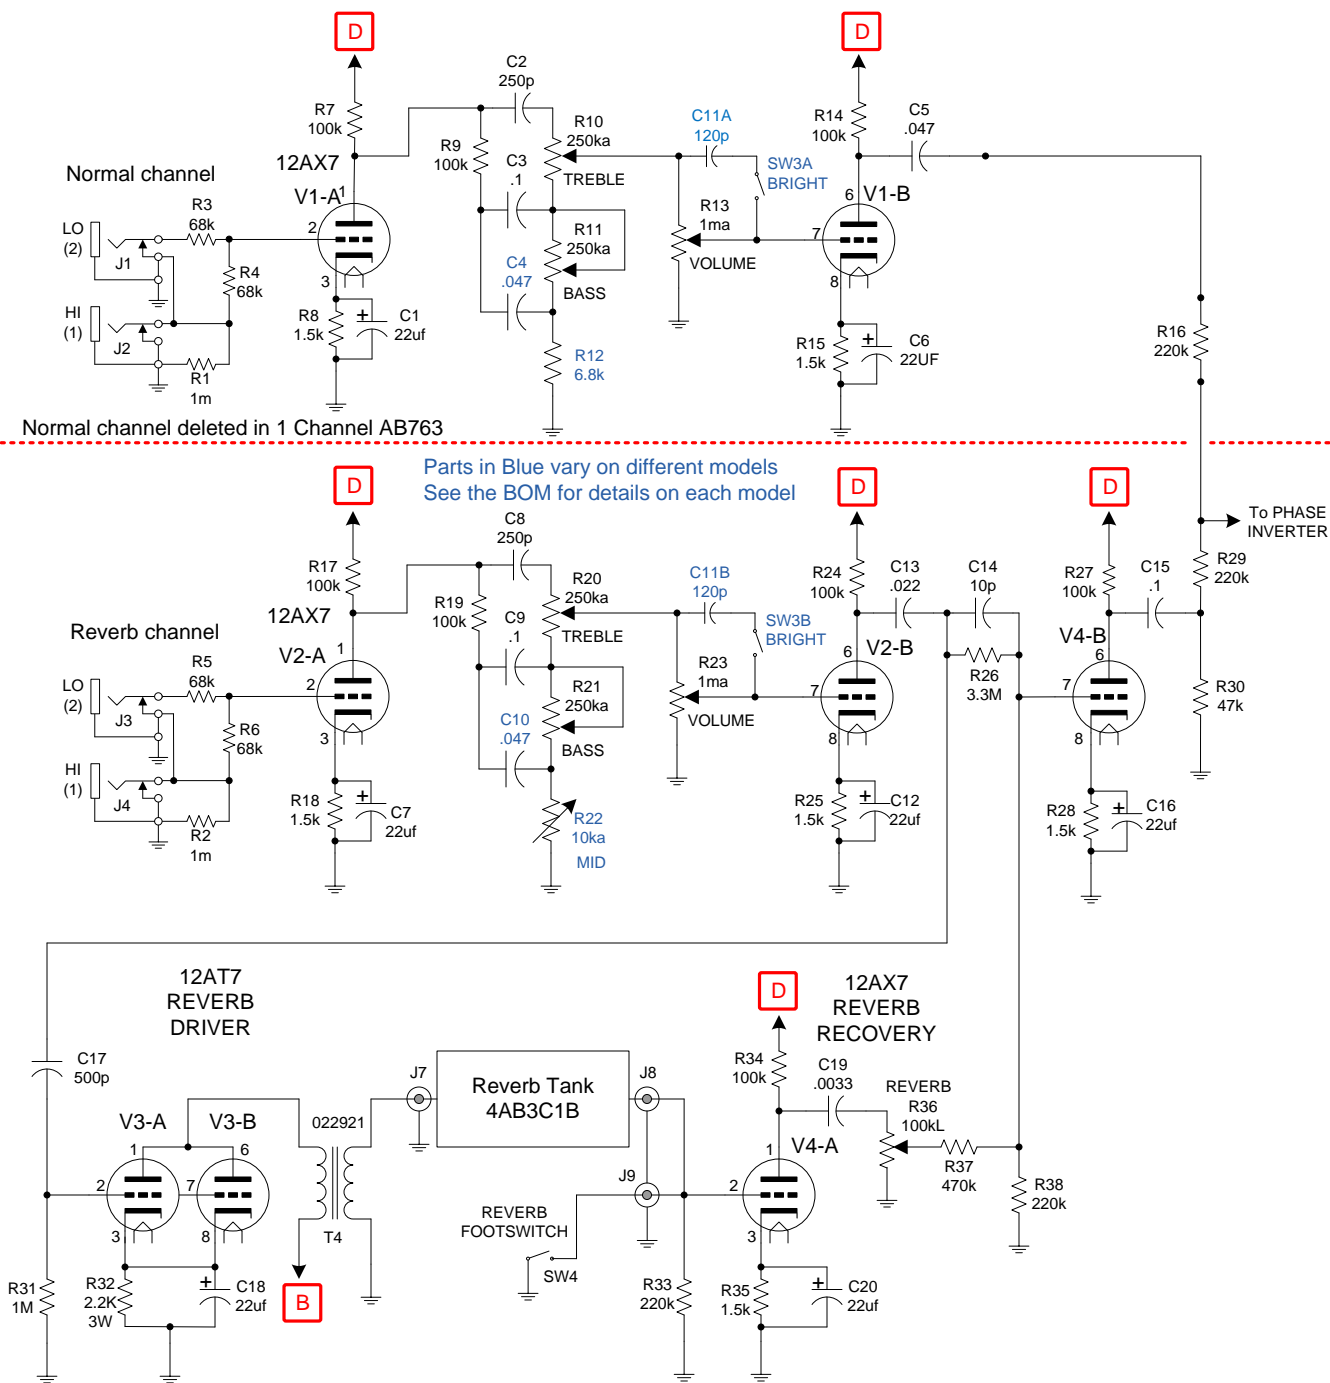 D
D
R7
100k
C2
250p
R10
250ka
TREBLE
C11A
120p
R14
100k
C5
.047
12AX7
R9
100k
C3
.1
SW3A
BRIGHT
Normal channel
V1-A
1
2
3
6
V1-B
7
8
R3
68k
LO
(2)
J1
R4
68k
R11
250ka
BASS
R13
1ma
VOLUME
C4
.047
HI
(1)
J2
R8
1.5k
+
C1
22uf
R12
6.8k
R15
1.5k
+
C6
22UF
R16
220k
R1
1m
Normal channel deleted in 1 Channel AB763
Parts in Blue vary on different models
See the BOM for details on each model
D
D
D
To PHASE
INVERTER
R17
100k
C8
250p
R20
250ka
TREBLE
C11B
120p
R24
100k
C13
.022
C14
10p
R27
100k
C15
.1
R29
220k
12AX7
R19
100k
C9
.1
SW3B
BRIGHT
Reverb channel
V2-A
1
2
3
V2-B
6
7
8
R26
3.3M
V4-B
6
7
8
R5
68k
LO
(2)
J3
R6
68k
R21
250ka
BASS
R23
1ma
VOLUME
R30
47k
C10
.047
HI
(1)
J4
R2
1m
R18
1.5k
+
C7
22uf
R22
10ka
MID
R25
1.5k
+
C12
22uf
R28
1.5k
+
C16
22uf
12AT7
REVERB
DRIVER
D
12AX7
REVERB
RECOVERY
C17
500p
J7
Reverb Tank
4AB3C1B
J8
R34
100k
C19
.0033
REVERB
R36
100kL
V3-A
V3-B
022921
1
6
2
7
3
8
T4
V4-A
1
2
3
R37
470k
R38
220k
J9
REVERB
FOOTSWITCH
SW4
R31
1M
R32
2.2K
3W
+
C18
22uf
B
R33
220k
R35
1.5k
+
C20
22uf